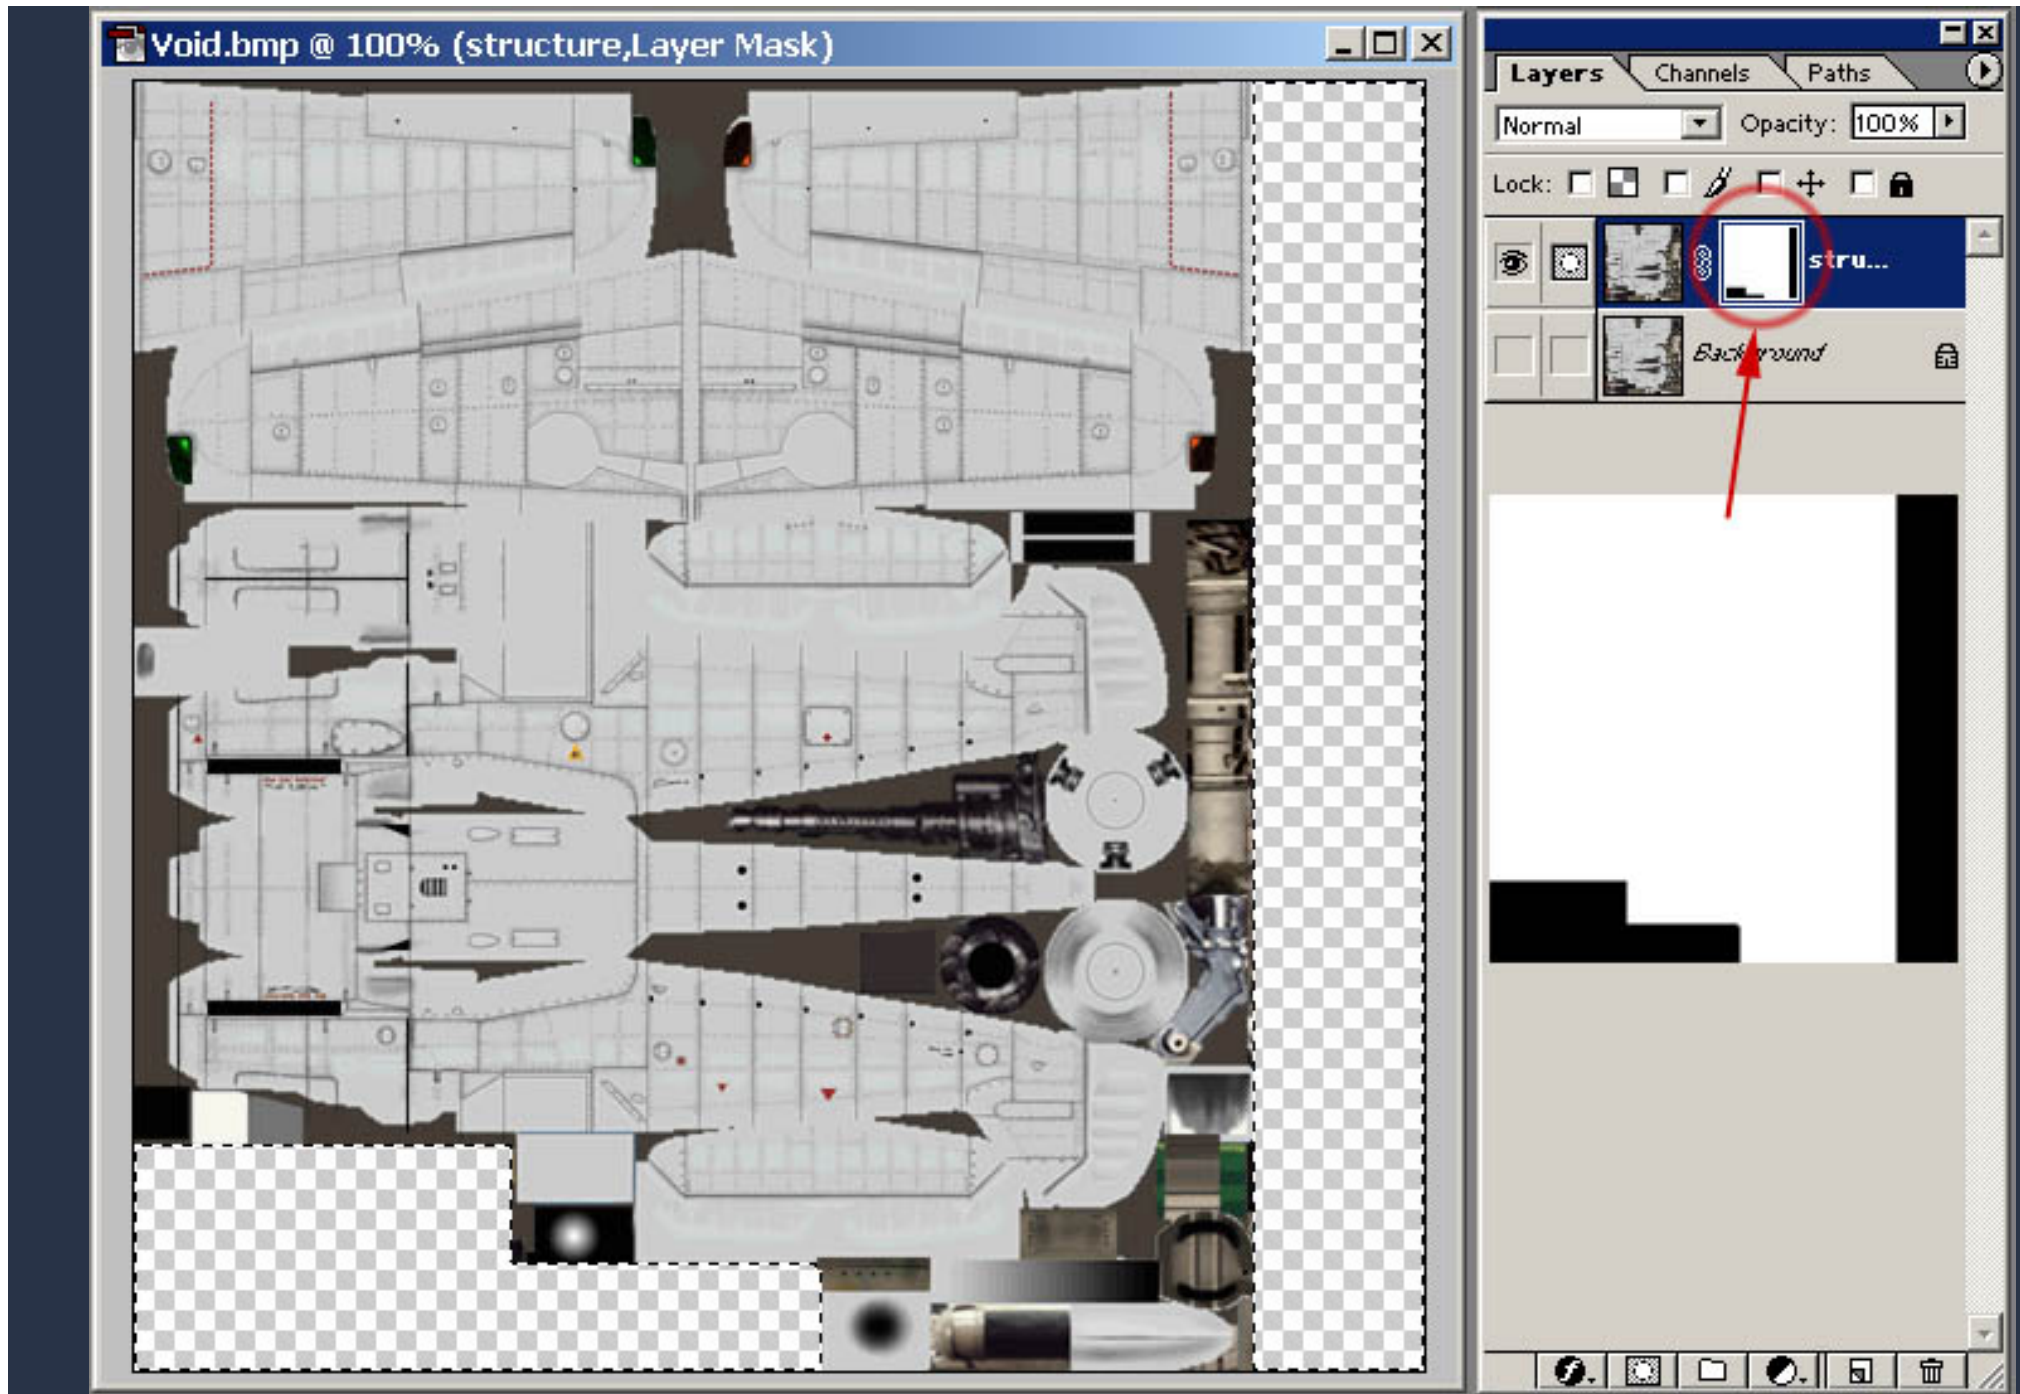 Void.bmp @ 100% (structure,Layer Mask)
Layers Channels Paths
Normal Opacity: 100%
Lock:
stru...
Background